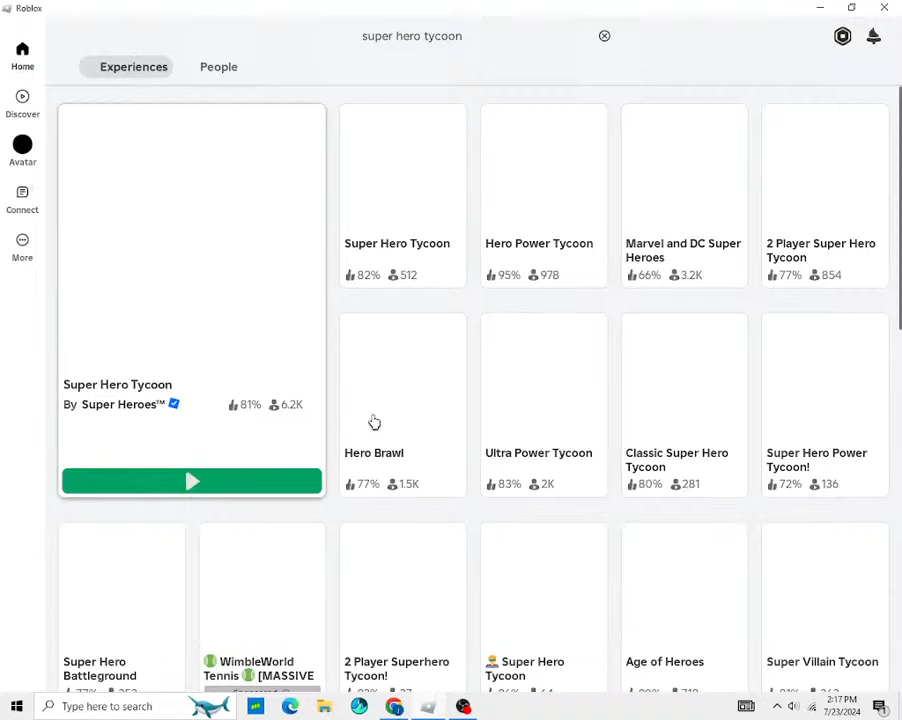 Roblox
super hero tycoon
Home
Experiences
People
Discover
Avatar
Connect
More
Super Hero Tycoon
By Super Heroes™
81% 6.2K
Super Hero Tycoon
82% 512
Hero Power Tycoon
95% 978
Marvel and DC Super
Heroes
66% 3.2K
2 Player Super Hero
Tycoon
77% 854
Hero Brawl
77% 1.5K
Ultra Power Tycoon
83% 2K
Classic Super Hero
Tycoon
80% 281
Super Hero Power
Tycoon!
72% 136
Super Hero
Battleground
WimbleWorld
Tennis [MASSIVE
2 Player Superhero
Tycoon!
Super Hero
Tycoon
Age of Heroes
Super Villain Tycoon
Type here to search
2:17 PM
7/23/2024